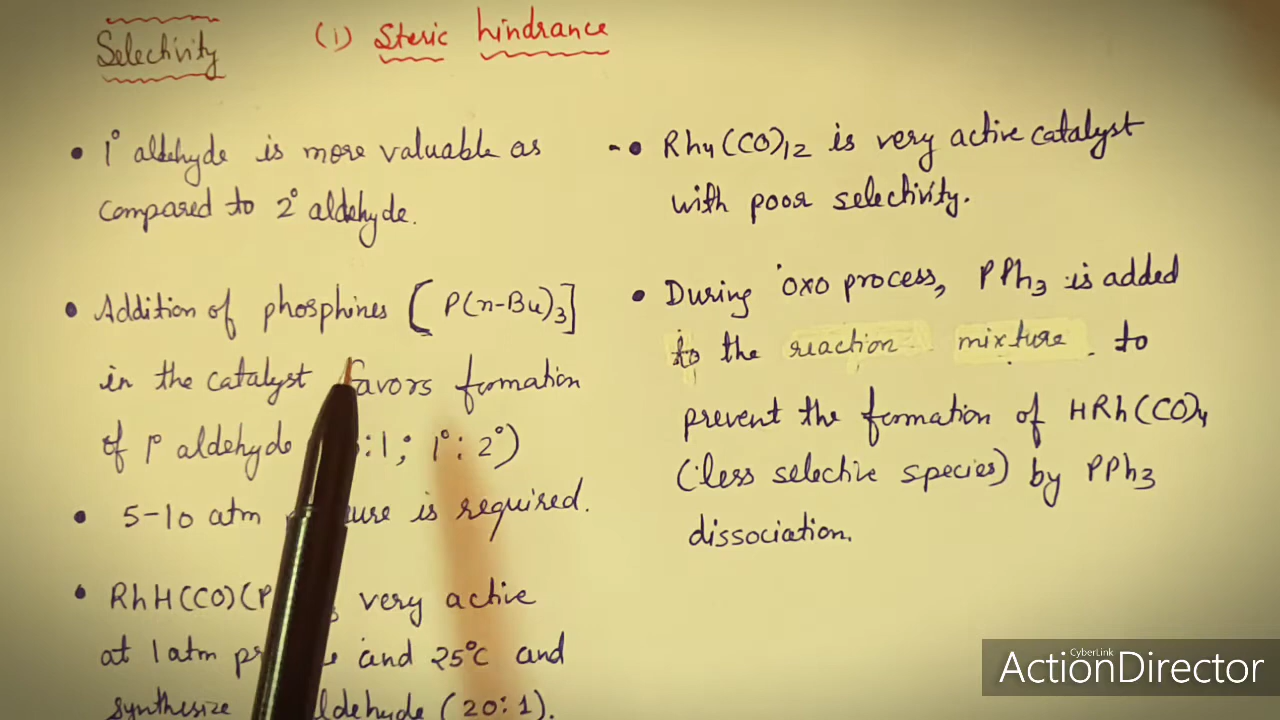 Selectivity (i) Steric hindrance
• 1° aldehyde is more valuable as
compared to 2° aldehyde.
• Addition of phosphines [P(n-Bu)3]
in the catalyst favors formation
of 1° aldehyde :1; 1°:2°)
• 5-10 atm is required.
• RhH(CO)(P very active
at 1 atm and 25°C and
synthesize (20:1).
• Rh4(CO)12 is very active catalyst
with poor selectivity.
• During oxo process, PPh3 is added
to the reaction mixture to
prevent the formation of HRh(CO)4
(less selective species) by PPh3
dissociation.
CyberLink
ActionDirector